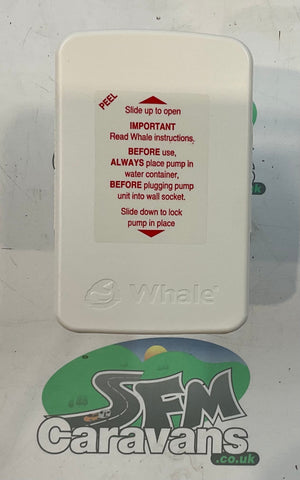 PEEL
Slide up to open
IMPORTANT
Read Whale instructions.
BEFORE use,
ALWAYS place pump in
water container,
BEFORE plugging pump
unit into wall socket.
Slide down to lock
pump in place
Whale®
SFM
Caravans
.co.uk